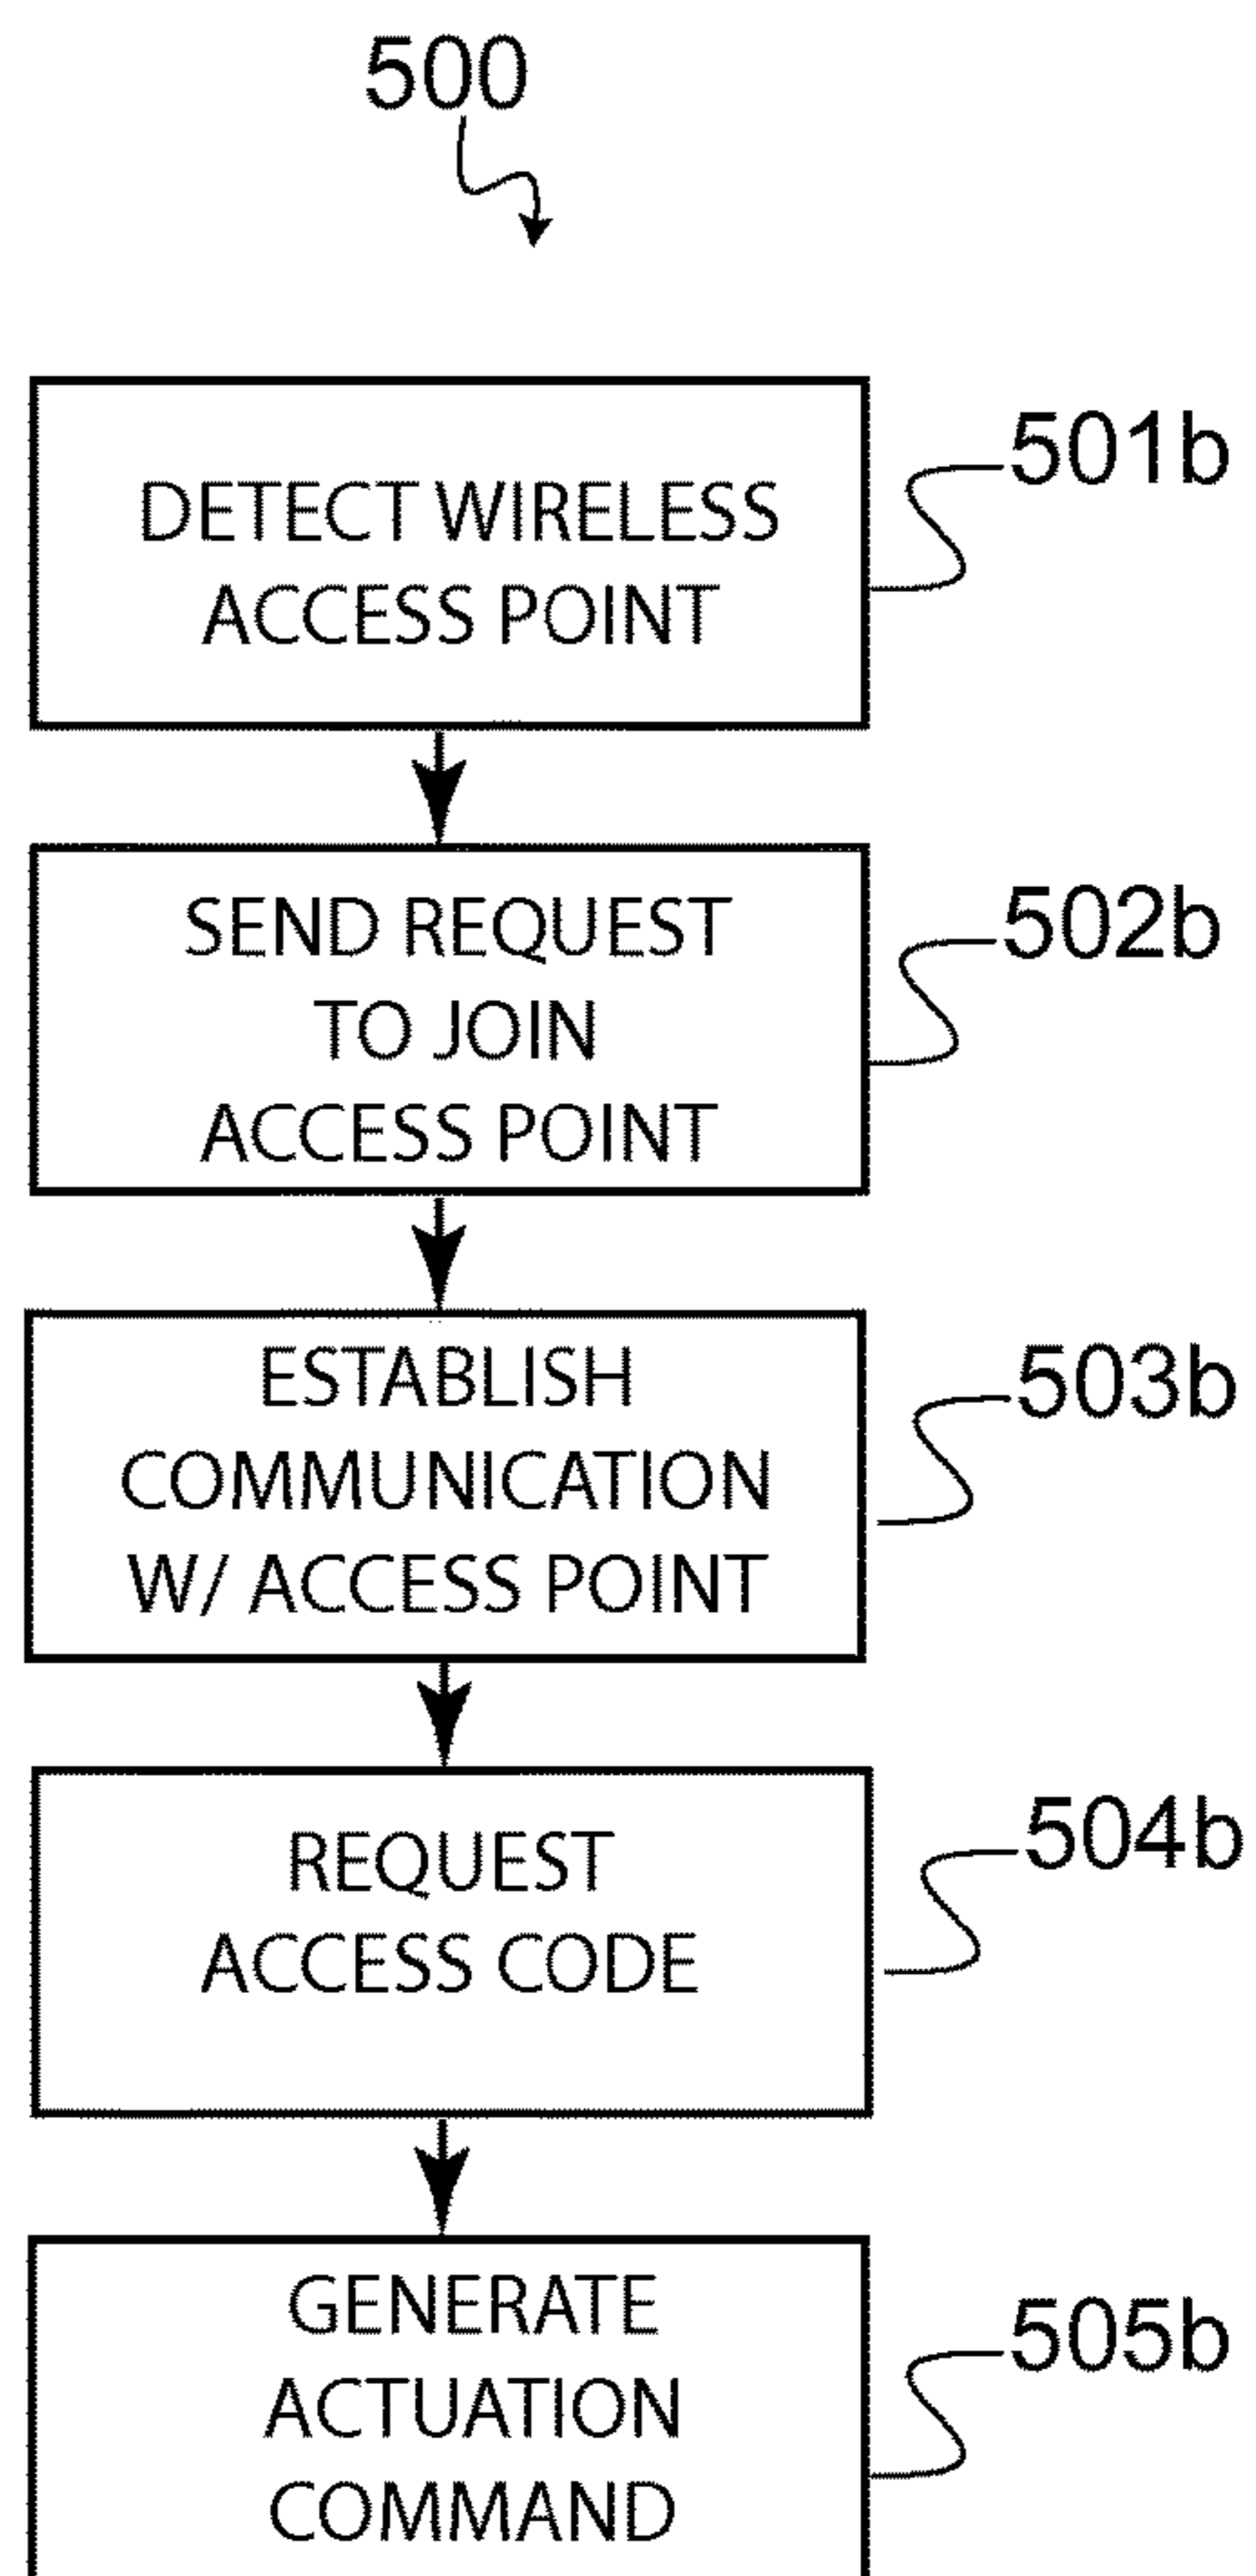 500
DETECT WIRELESS
ACCESS POINT
501b
SEND REQUEST
TO JOIN
ACCESS POINT
502b
ESTABLISH
COMMUNICATION
W/ ACCESS POINT
503b
REQUEST
ACCESS CODE
504b
GENERATE
ACTUATION
COMMAND
505b